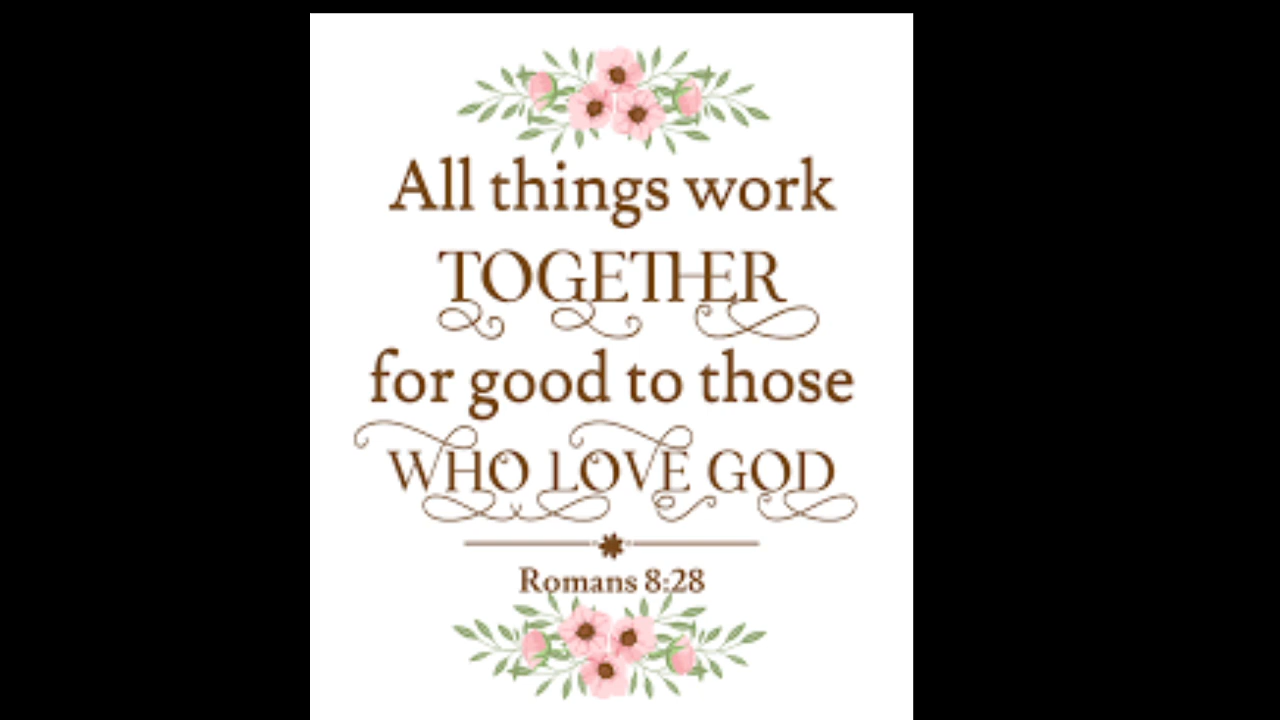 All things work
TOGETHER
for good to those
WHO LOVE GOD
Romans 8:28